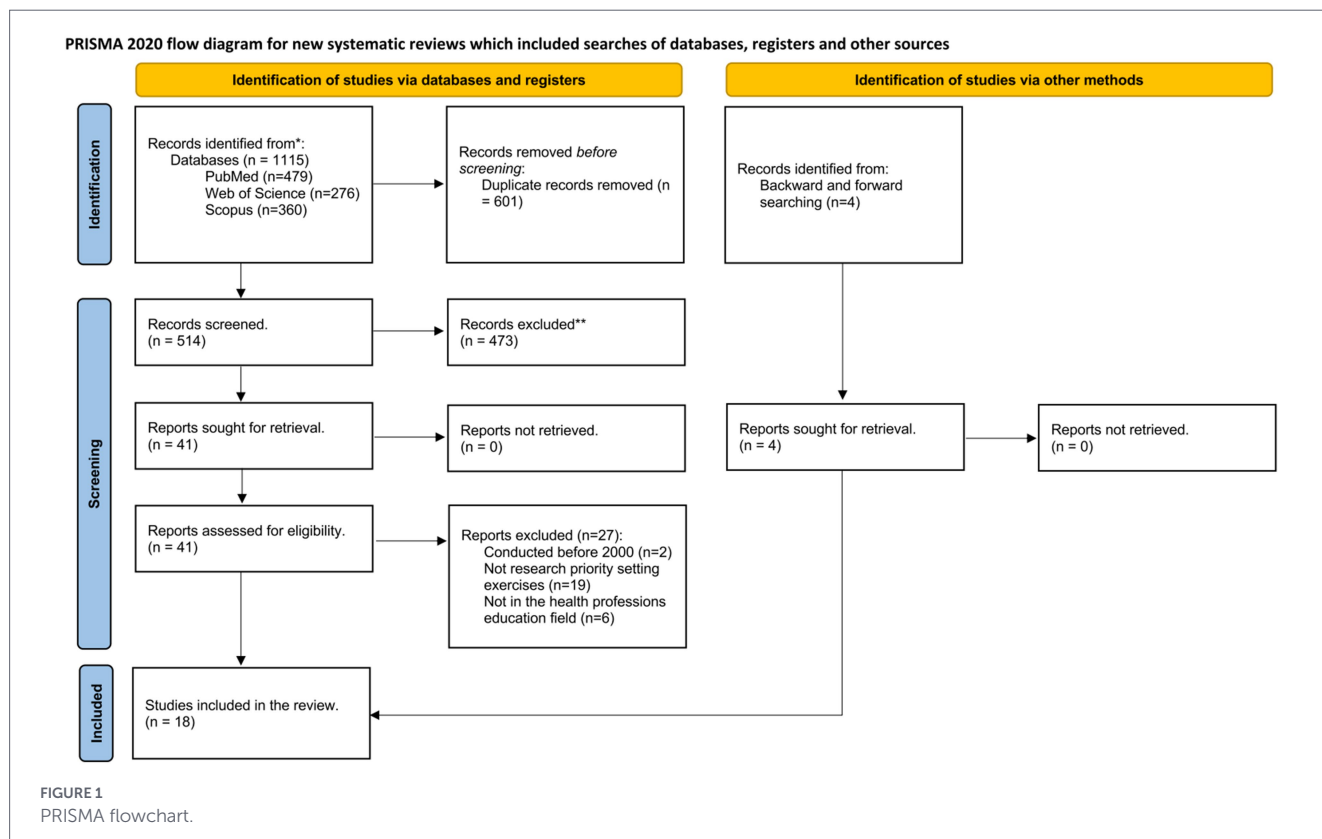 PRISMA 2020 flow diagram for new systematic reviews which included searches of databases, registers and other sources
Identification of studies via databases and registers
Identification of studies via other methods
Identification
Records identified from*:
Databases (n = 1115)
PubMed (n=479)
Web of Science (n=276)
Scopus (n=360)
Records removed before
screening:
Duplicate records removed (n
= 601)
Records identified from:
Backward and forward
searching (n=4)
Screening
Records screened.
(n = 514)
Records excluded**
(n = 473)
Reports sought for retrieval.
(n = 41)
Reports not retrieved.
(n = 0)
Reports sought for retrieval.
(n = 4)
Reports not retrieved.
(n = 0)
Reports assessed for eligibility.
(n = 41)
Reports excluded (n=27):
Conducted before 2000 (n=2)
Not research priority setting
exercises (n=19)
Not in the health professions
education field (n=6)
Included
Studies included in the review.
(n = 18)
FIGURE 1
PRISMA flowchart.